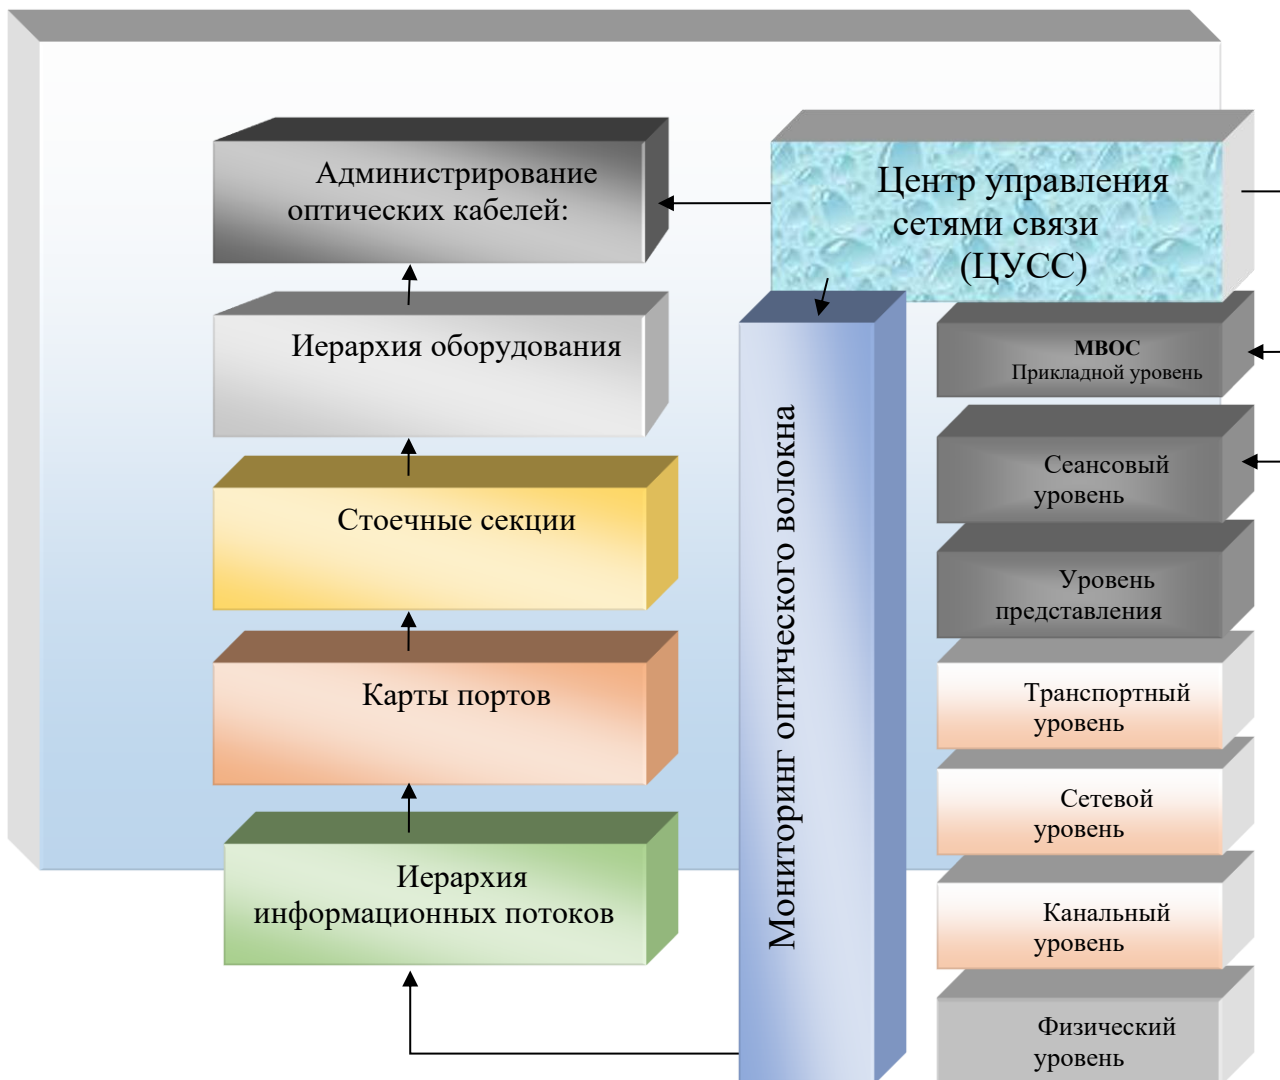 Администрирование
оптических кабелей:
Иерархия оборудования
Стоечные секции
Карты портов
Иерархия
информационных потоков
Мониторинг оптического волокна
Центр управления
сетями связи
(ЦУСС)
МВОС
Прикладной уровень
Сеансовый
уровень
Уровень
представления
Транспортный
уровень
Сетевой
уровень
Канальный
уровень
Физический
уровень